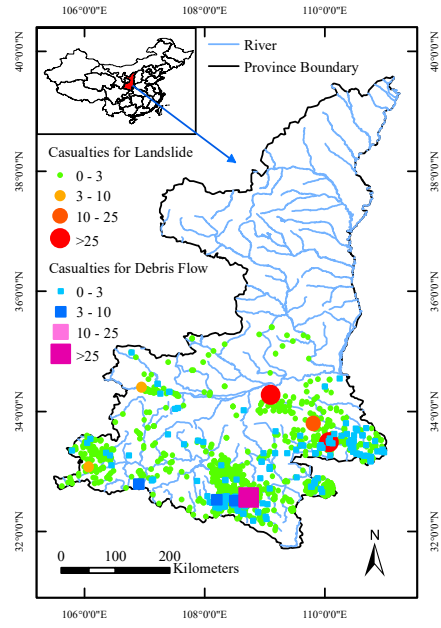 106°0'0"E 108°0'0"E 110°0'0"E
40°0'0"N
38°0'0"N
36°0'0"N
34°0'0"N
32°0'0"N
River
Province Boundary
Casualties for Landslide
0 - 3
3 - 10
10 - 25
>25
Casualties for Debris Flow
0 - 3
3 - 10
10 - 25
>25
40°0'0"N
38°0'0"N
36°0'0"N
34°0'0"N
32°0'0"N
N
0 100 200
Kilometers
106°0'0"E 108°0'0"E 110°0'0"E